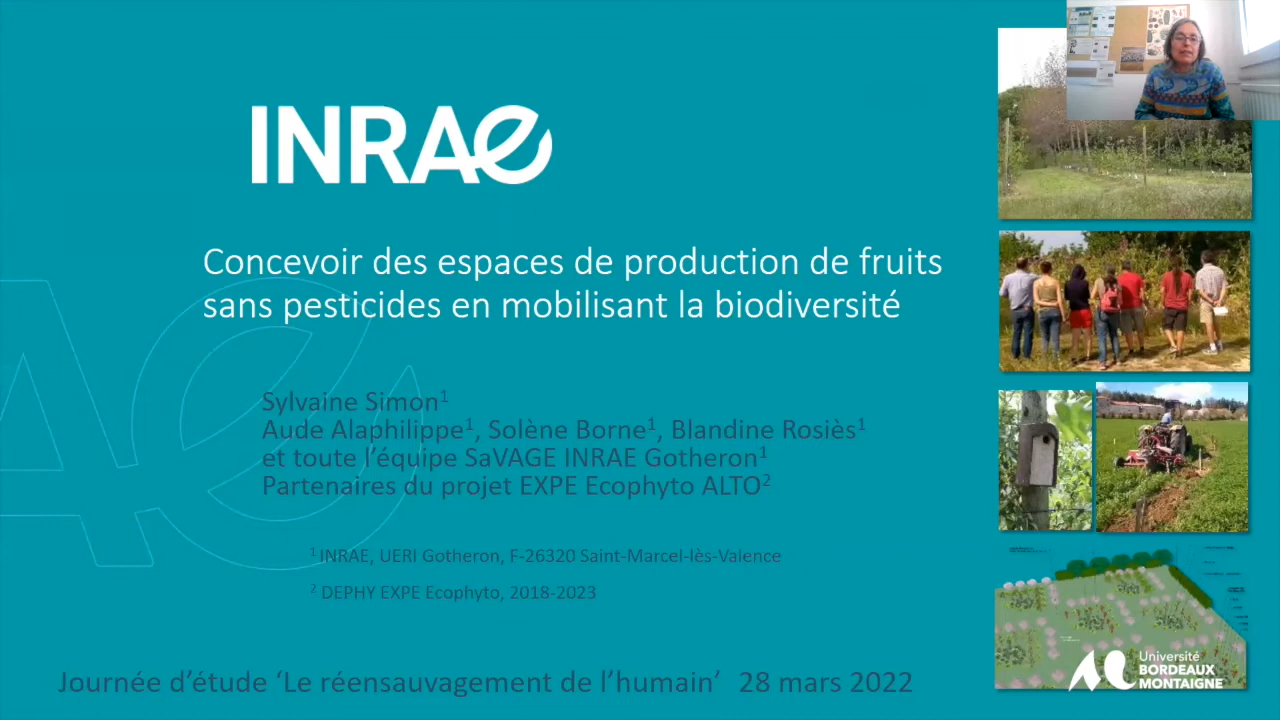 INRAE
Concevoir des espaces de production de fruits
sans pesticides en mobilisant la biodiversité
Sylvaine Simon¹
Aude Alaphilippe¹, Solène Borne¹, Blandine Rosiès¹
et toute l’équipe SaVAGE INRAE Gotheron¹
Partenaires du projet EXPE Ecophyto ALTO²
¹ INRAE, UERI Gotheron, F-26320 Saint-Marcel-lès-Valence
² DEPHY EXPE Ecophyto, 2018-2023
Journée d’étude ‘Le réensauvagement de l’humain’ 28 mars 2022
Université
BORDEAUX
MONTAIGNE